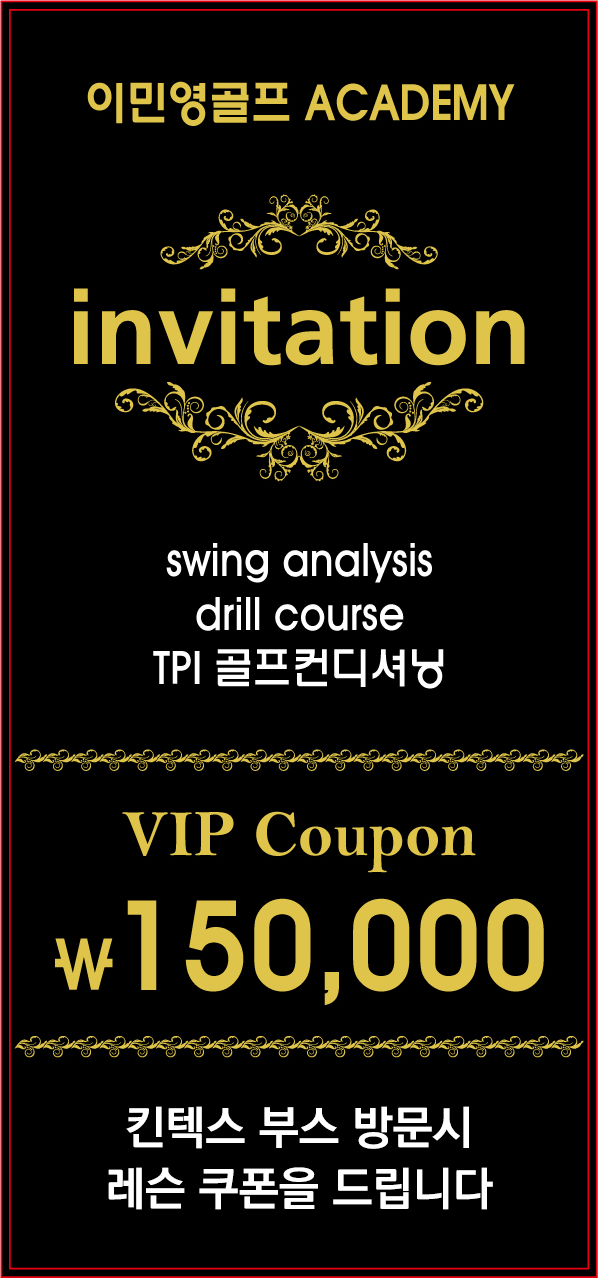 이민영골프 ACADEMY
invitation
swing analysis
drill course
TPI 골프컨디셔닝
VIP Coupon
₩150,000
킨텍스 부스 방문시
레슨 쿠폰을 드립니다